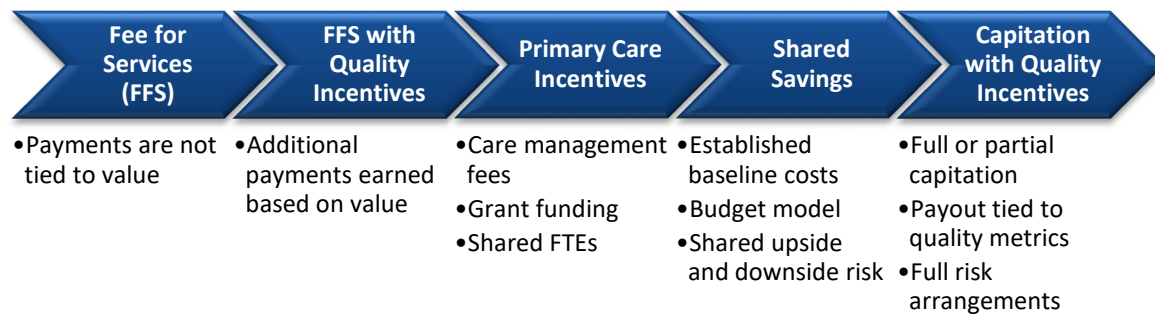 Fee for
Services
(FFS)
•Payments are not
tied to value
FFS with
Quality
Incentives
•Additional
payments earned
based on value
Primary Care
Incentives
•Care management
fees
•Grant funding
•Shared FTEs
Shared
Savings
•Established
baseline costs
•Budget model
•Shared upside
and downside risk
Capitation
with Quality
Incentives
•Full or partial
capitation
•Payout tied to
quality metrics
•Full risk
arrangements